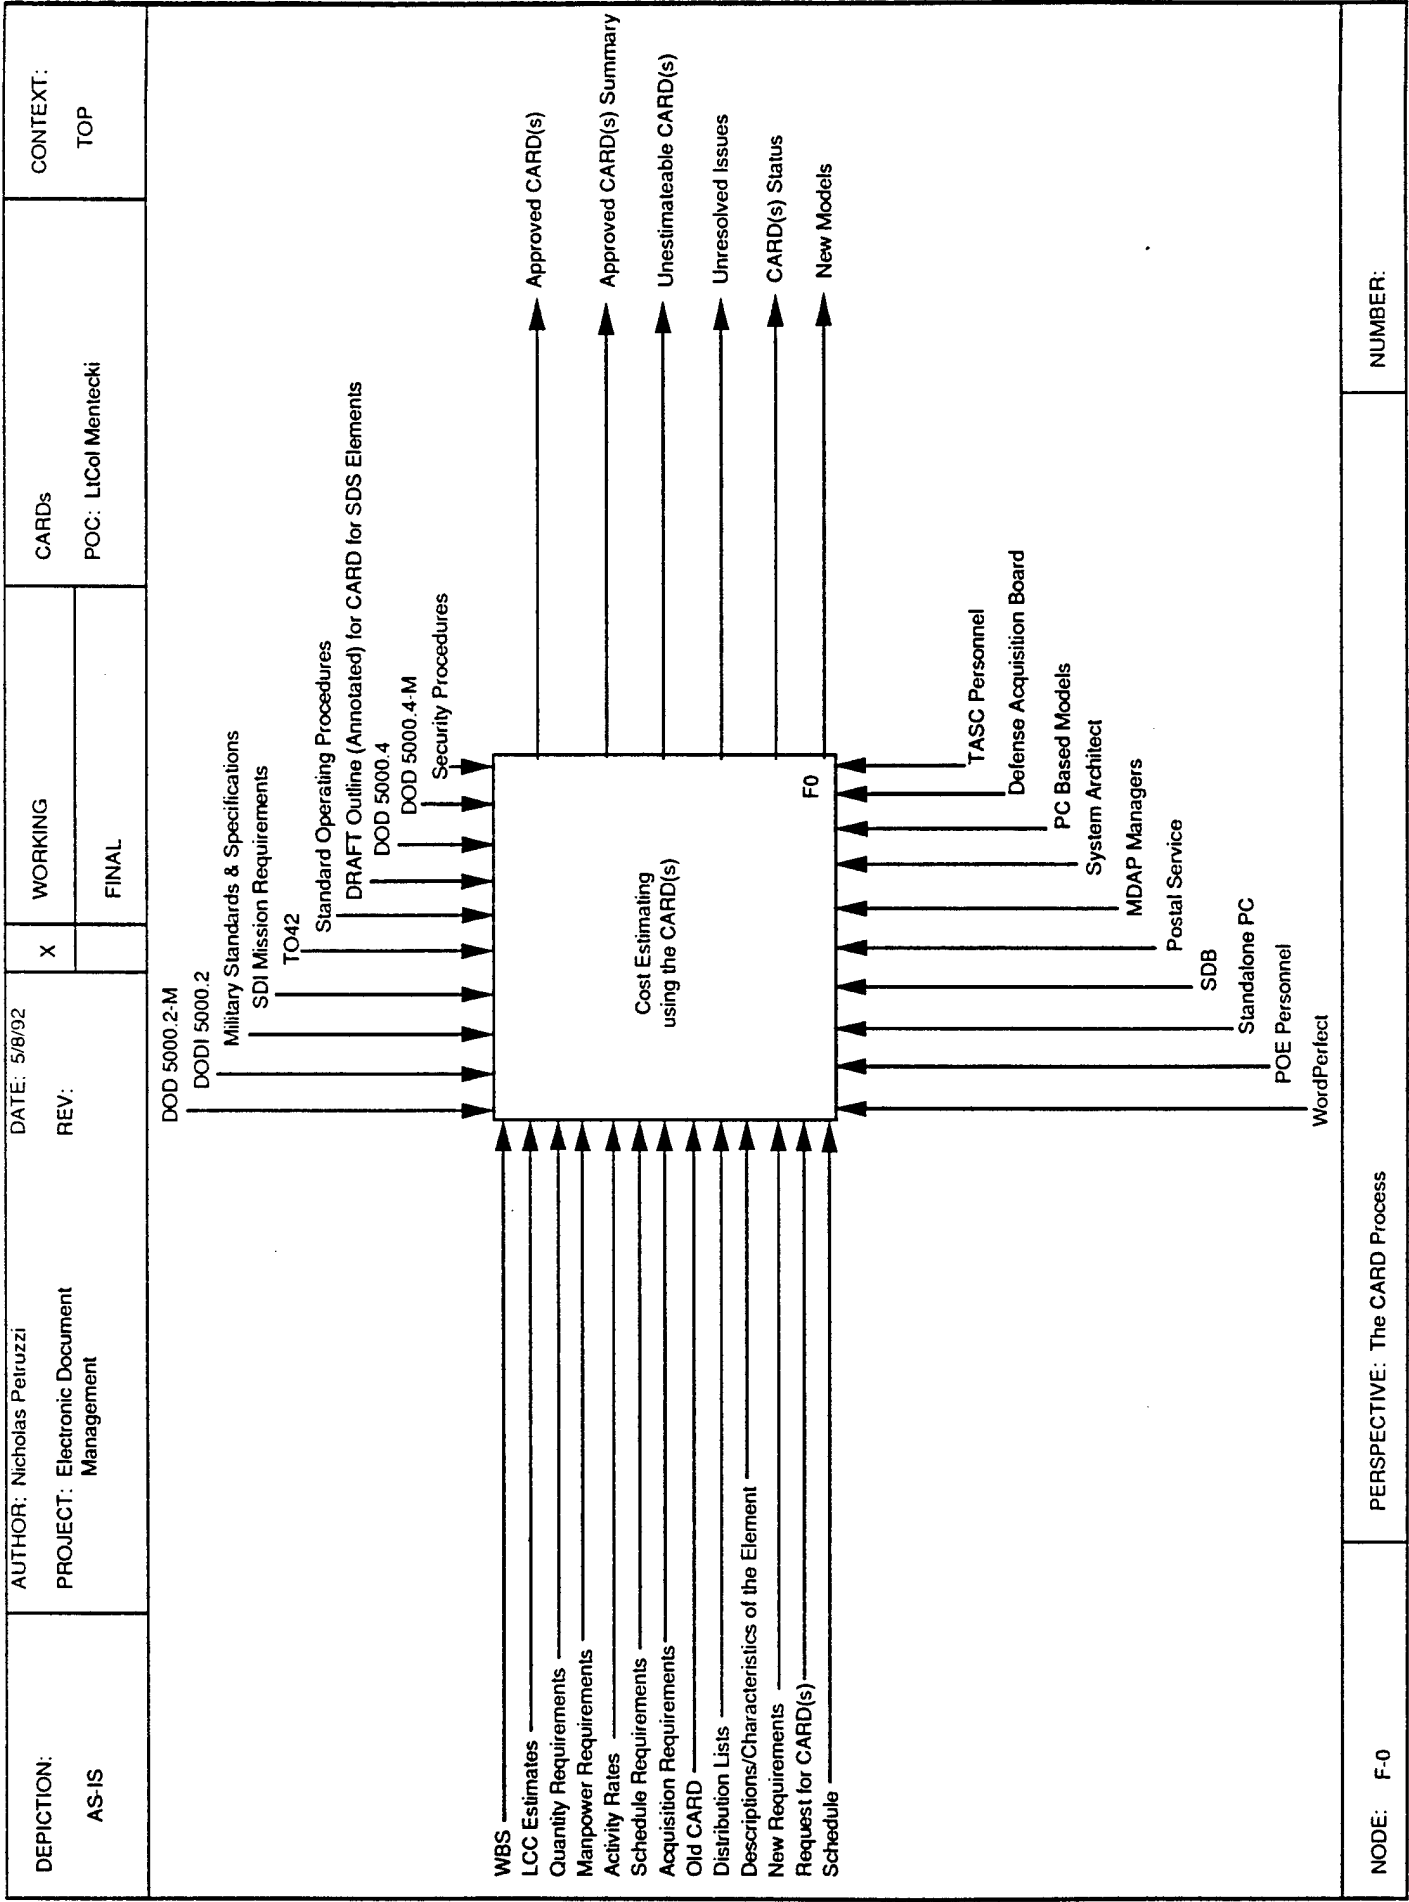 DEPICTION:
AS-IS
AUTHOR: Nicholas Petruzzi
PROJECT: Electronic Document
Management
DATE: 5/8/92
REV:
X
WORKING
FINAL
CARDs
POC: LtCol Mentecki
CONTEXT:
TOP
DOD 5000.2-M
DODI 5000.2
Military Standards & Specifications
SDI Mission Requirements
TO42
Standard Operating Procedures
DRAFT Outline (Annotated) for CARD for SDS Elements
DOD 5000.4
DOD 5000.4-M
Security Procedures
WBS
LCC Estimates
Quantity Requirements
Manpower Requirements
Activity Rates
Schedule Requirements
Acquisition Requirements
Old CARD
Distribution Lists
Descriptions/Characteristics of the Element
New Requirements
Request for CARD(s)
Schedule
Cost Estimating
using the CARD(s)
F0
Approved CARD(s)
Approved CARD(s) Summary
Unestimateable CARD(s)
Unresolved Issues
CARD(s) Status
New Models
TASC Personnel
Defense Acquisition Board
PC Based Models
System Architect
MDAP Managers
Postal Service
SDB
Standalone PC
POE Personnel
WordPerfect
NODE: F-0
PERSPECTIVE: The CARD Process
NUMBER: